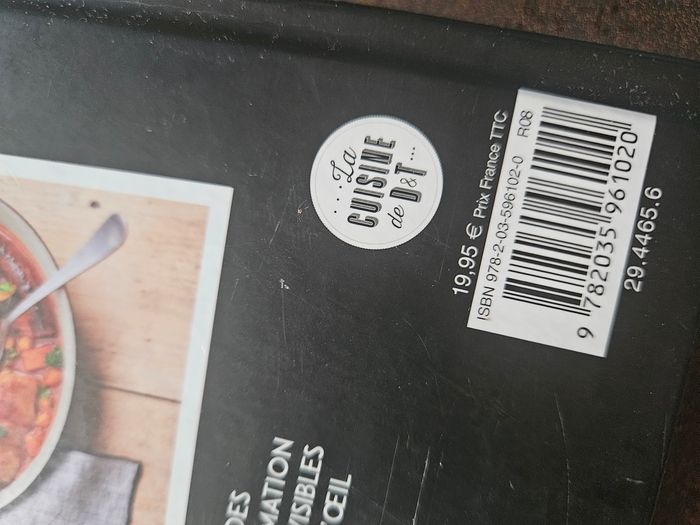 ....La
CUISINE
de D&T...
19,95 € Prix France TTC
ISBN 978-2-03-596102-0 R08
9 782035 961020
29.4465.6
DES
MATION
VISIBLES
'ŒIL